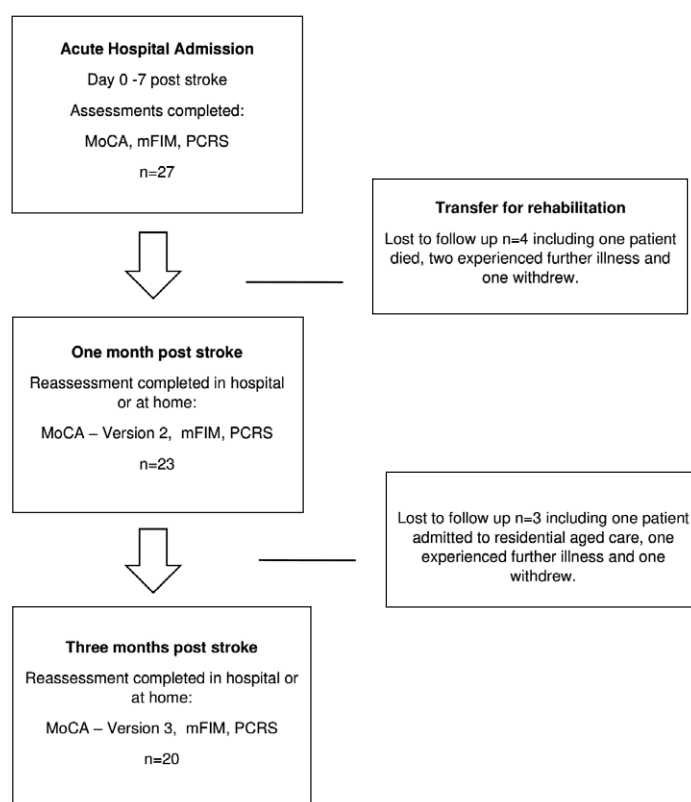 Acute Hospital Admission
Day 0 -7 post stroke
Assessments completed:
MoCA, mFIM, PCRS
n=27
Transfer for rehabilitation
Lost to follow up n=4 including one patient
died, two experienced further illness and
one withdrew.
One month post stroke
Reassessment completed in hospital
or at home:
MoCA – Version 2, mFIM, PCRS
n=23
Lost to follow up n=3 including one patient
admitted to residential aged care, one
experienced further illness and one
withdrew.
Three months post stroke
Reassessment completed in hospital or
at home:
MoCA – Version 3, mFIM, PCRS
n=20